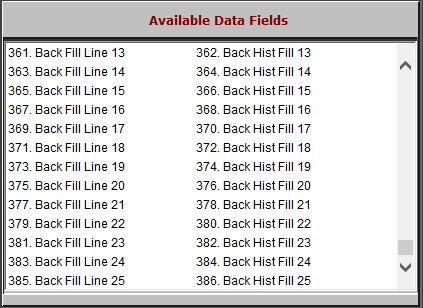 Available Data Fields
361. Back Fill Line 13 362. Back Hist Fill 13
363. Back Fill Line 14 364. Back Hist Fill 14
365. Back Fill Line 15 366. Back Hist Fill 15
367. Back Fill Line 16 368. Back Hist Fill 16
369. Back Fill Line 17 370. Back Hist Fill 17
371. Back Fill Line 18 372. Back Hist Fill 18
373. Back Fill Line 19 374. Back Hist Fill 19
375. Back Fill Line 20 376. Back Hist Fill 20
377. Back Fill Line 21 378. Back Hist Fill 21
379. Back Fill Line 22 380. Back Hist Fill 22
381. Back Fill Line 23 382. Back Hist Fill 23
383. Back Fill Line 24 384. Back Hist Fill 24
385. Back Fill Line 25 386. Back Hist Fill 25